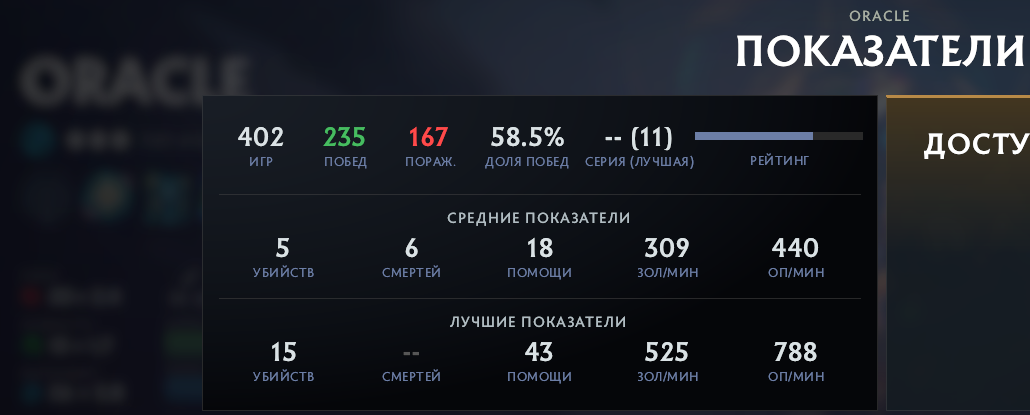 ORACLE
ПОКАЗАТЕЛИ
ORACLE
402 235 167 58.5% -- (11)
ИГР ПОБЕД ПОРАЖ. ДОЛЯ ПОБЕД СЕРИЯ (ЛУЧШАЯ) РЕЙТИНГ
ДОСТУ
СРЕДНИЕ ПОКАЗАТЕЛИ
5 6 18 309 440
УБИЙСТВ СМЕРТЕЙ ПОМОЩИ ЗОЛ/МИН ОП/МИН
ЛУЧШИЕ ПОКАЗАТЕЛИ
15 -- 43 525 788
УБИЙСТВ СМЕРТЕЙ ПОМОЩИ ЗОЛ/МИН ОП/МИН